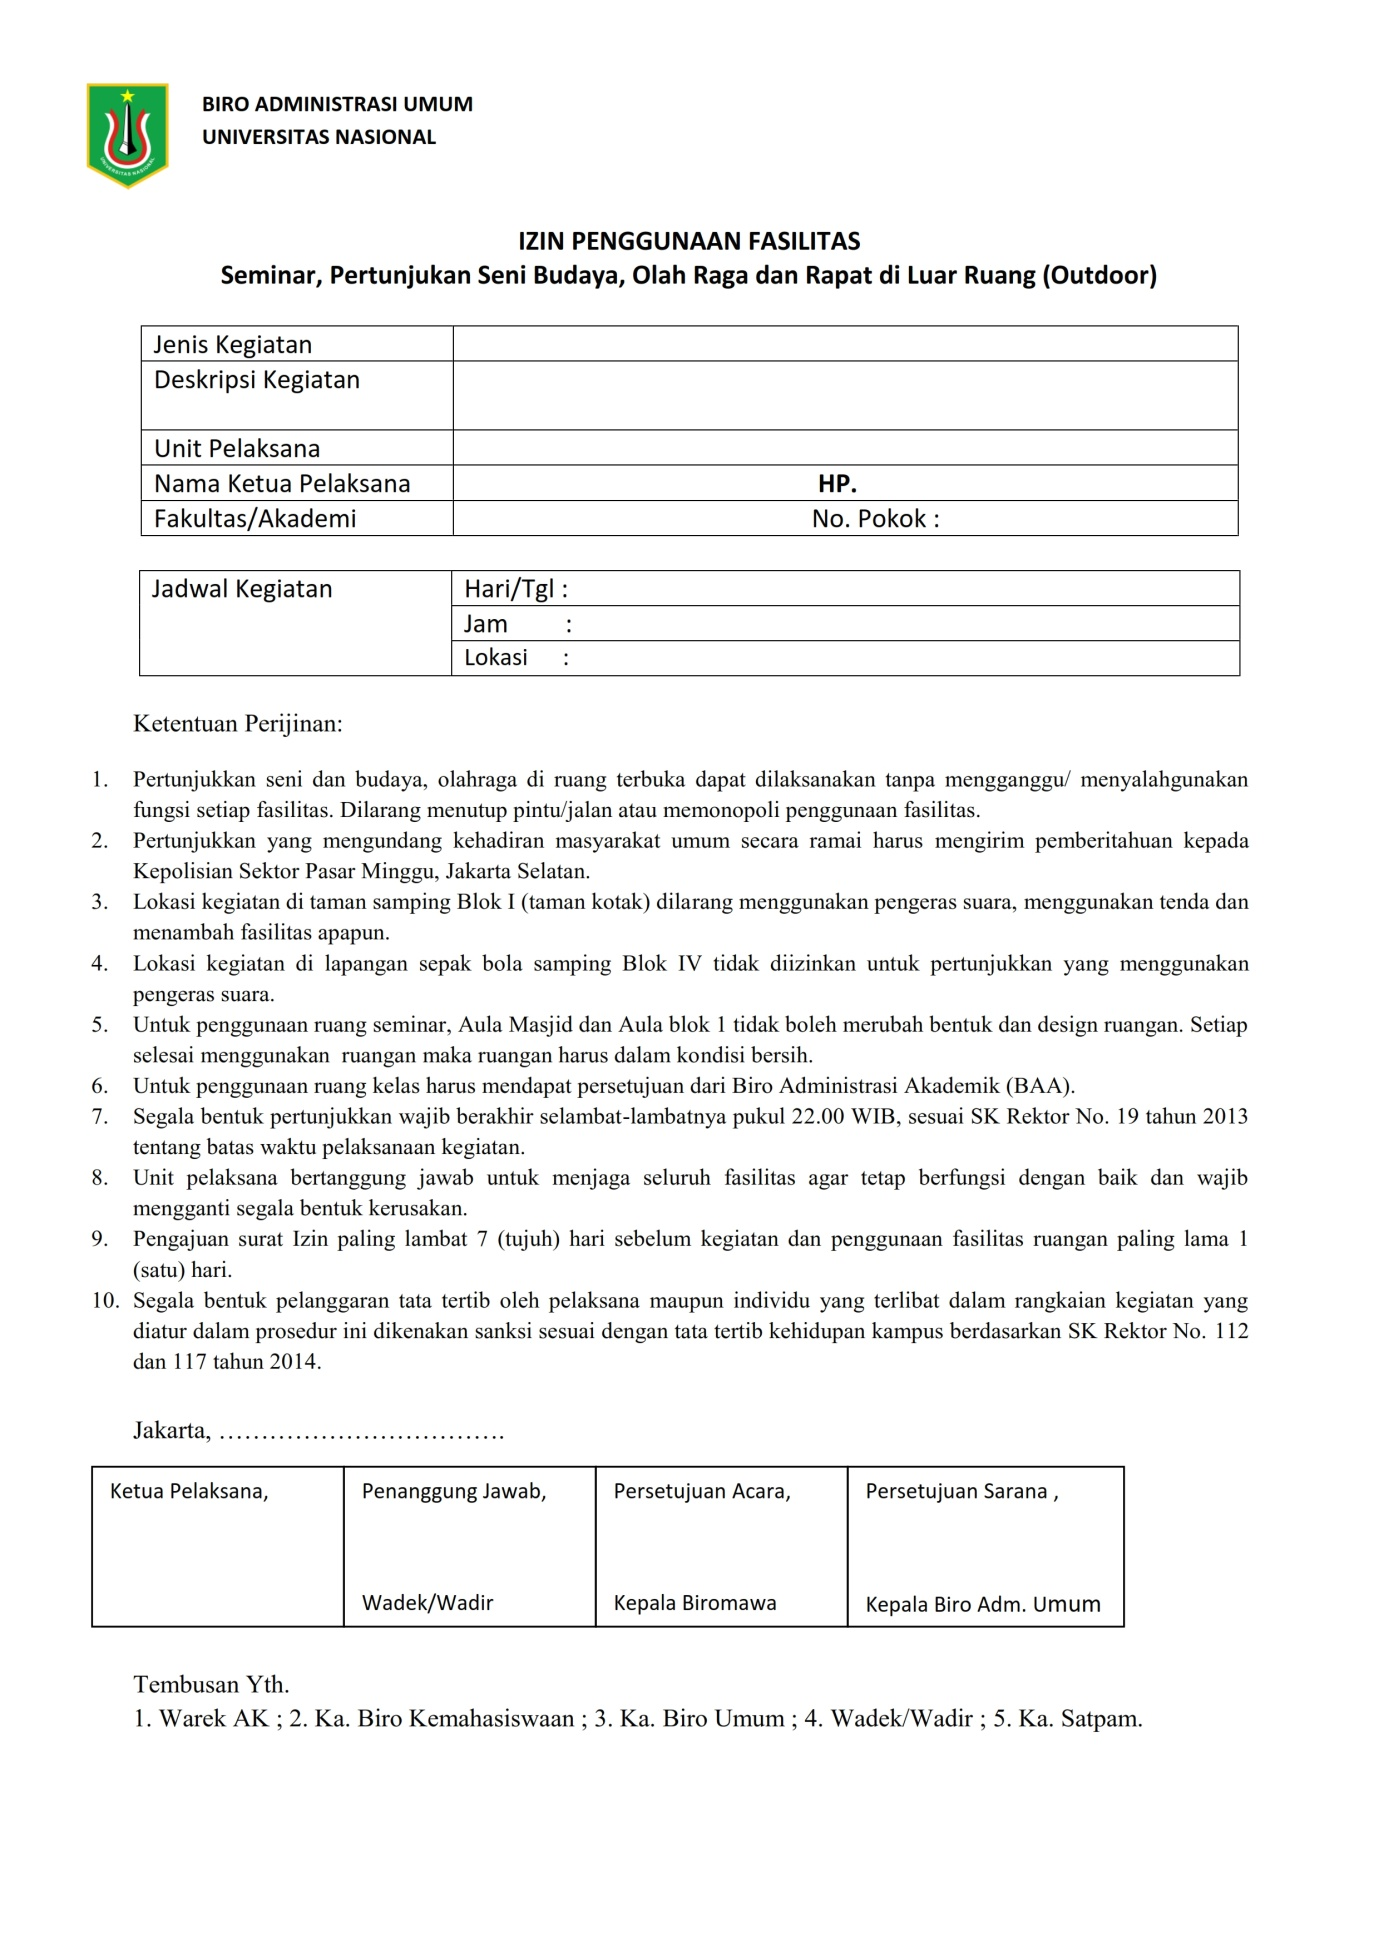 UNIVERSITAS NASIONAL
BIRO ADMINISTRASI UMUM
UNIVERSITAS NASIONAL
IZIN PENGGUNAAN FASILITAS
Seminar, Pertunjukan Seni Budaya, Olah Raga dan Rapat di Luar Ruang (Outdoor)
Jenis Kegiatan
Deskripsi Kegiatan
Unit Pelaksana
Nama Ketua Pelaksana HP.
Fakultas/Akademi No. Pokok :
Jadwal Kegiatan Hari/Tgl :
Jam :
Lokasi :
Ketentuan Perijinan:
1. Pertunjukkan seni dan budaya, olahraga di ruang terbuka dapat dilaksanakan tanpa mengganggu/ menyalahgunakan
fungsi setiap fasilitas. Dilarang menutup pintu/jalan atau memonopoli penggunaan fasilitas.
2. Pertunjukkan yang mengundang kehadiran masyarakat umum secara ramai harus mengirim pemberitahuan kepada
Kepolisian Sektor Pasar Minggu, Jakarta Selatan.
3. Lokasi kegiatan di taman samping Blok I (taman kotak) dilarang menggunakan pengeras suara, menggunakan tenda dan
menambah fasilitas apapun.
4. Lokasi kegiatan di lapangan sepak bola samping Blok IV tidak diizinkan untuk pertunjukkan yang menggunakan
pengeras suara.
5. Untuk penggunaan ruang seminar, Aula Masjid dan Aula blok 1 tidak boleh merubah bentuk dan design ruangan. Setiap
selesai menggunakan ruangan maka ruangan harus dalam kondisi bersih.
6. Untuk penggunaan ruang kelas harus mendapat persetujuan dari Biro Administrasi Akademik (BAA).
7. Segala bentuk pertunjukkan wajib berakhir selambat-lambatnya pukul 22.00 WIB, sesuai SK Rektor No. 19 tahun 2013
tentang batas waktu pelaksanaan kegiatan.
8. Unit pelaksana bertanggung jawab untuk menjaga seluruh fasilitas agar tetap berfungsi dengan baik dan wajib
mengganti segala bentuk kerusakan.
9. Pengajuan surat Izin paling lambat 7 (tujuh) hari sebelum kegiatan dan penggunaan fasilitas ruangan paling lama 1
(satu) hari.
10. Segala bentuk pelanggaran tata tertib oleh pelaksana maupun individu yang terlibat dalam rangkaian kegiatan yang
diatur dalam prosedur ini dikenakan sanksi sesuai dengan tata tertib kehidupan kampus berdasarkan SK Rektor No. 112
dan 117 tahun 2014.
Jakarta, …………………………….
Ketua Pelaksana, Penanggung Jawab, Persetujuan Acara, Persetujuan Sarana ,
Wadek/Wadir Kepala Biromawa Kepala Biro Adm. Umum
Tembusan Yth.
1. Warek AK ; 2. Ka. Biro Kemahasiswaan ; 3. Ka. Biro Umum ; 4. Wadek/Wadir ; 5. Ka. Satpam.